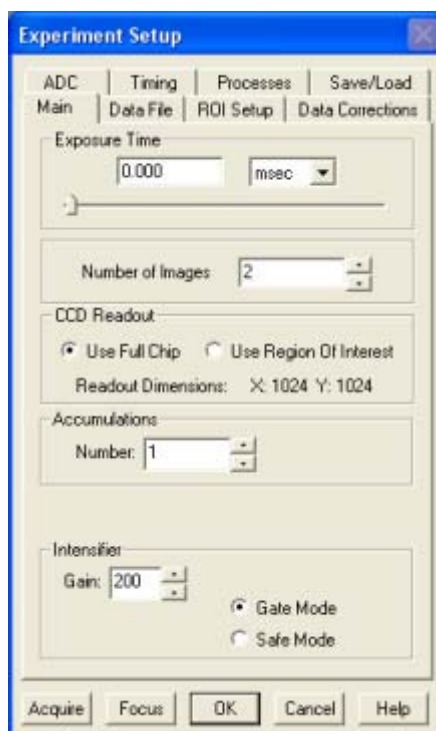 Experiment Setup
ADC Timing Processes Save/Load
Main Data File ROI Setup Data Corrections
Exposure Time
0.000 msec
Number of Images 2
CCD Readout
Use Full Chip Use Region Of Interest
Readout Dimensions: X: 1024 Y: 1024
Accumulations
Number: 1
Intensifier
Gain: 200
Gate Mode
Safe Mode
Acquire Focus OK Cancel Help